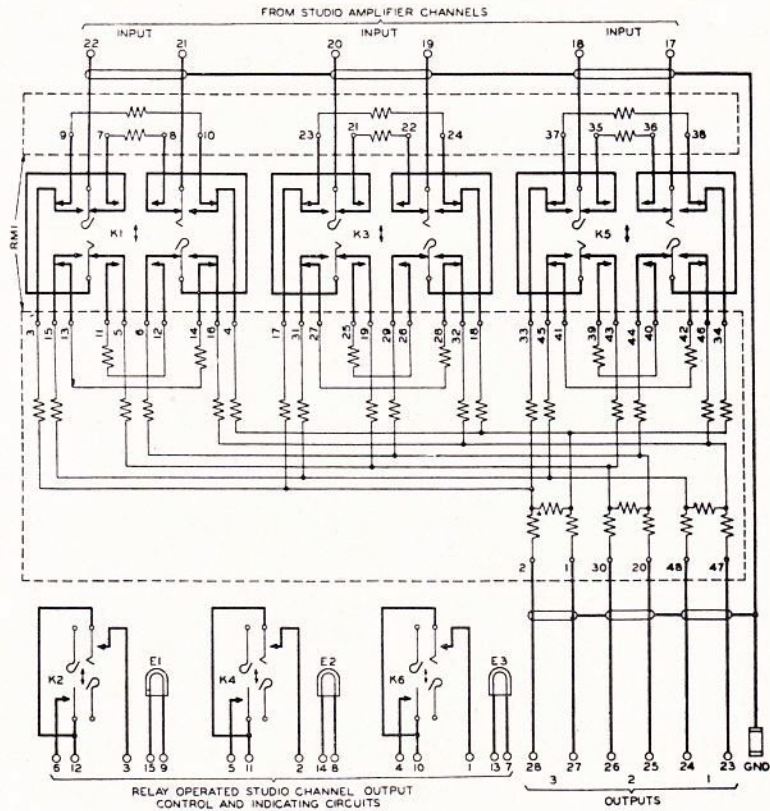 FROM STUDIO AMPLIFIER CHANNELS
INPUT INPUT INPUT
22 21 20 19 18 17
9 7 8 10 23 21 22 24 37 35 36 38
RM1
K1 K3 K5
3 15 13 11 5 6 12 14 16 4 17 31 27 25 19 29 26 28 32 18 33 45 41 39 43 44 40 42 46 34
2 1 30 20 48 47
K2 E1 K4 E2 K6 E3
6 12 3 15 9 5 11 2 14 8 4 10 1 13 7 28 27 26 25 24 23 GND
3 2 1
RELAY OPERATED STUDIO CHANNEL OUTPUT
CONTROL AND INDICATING CIRCUITS
OUTPUTS